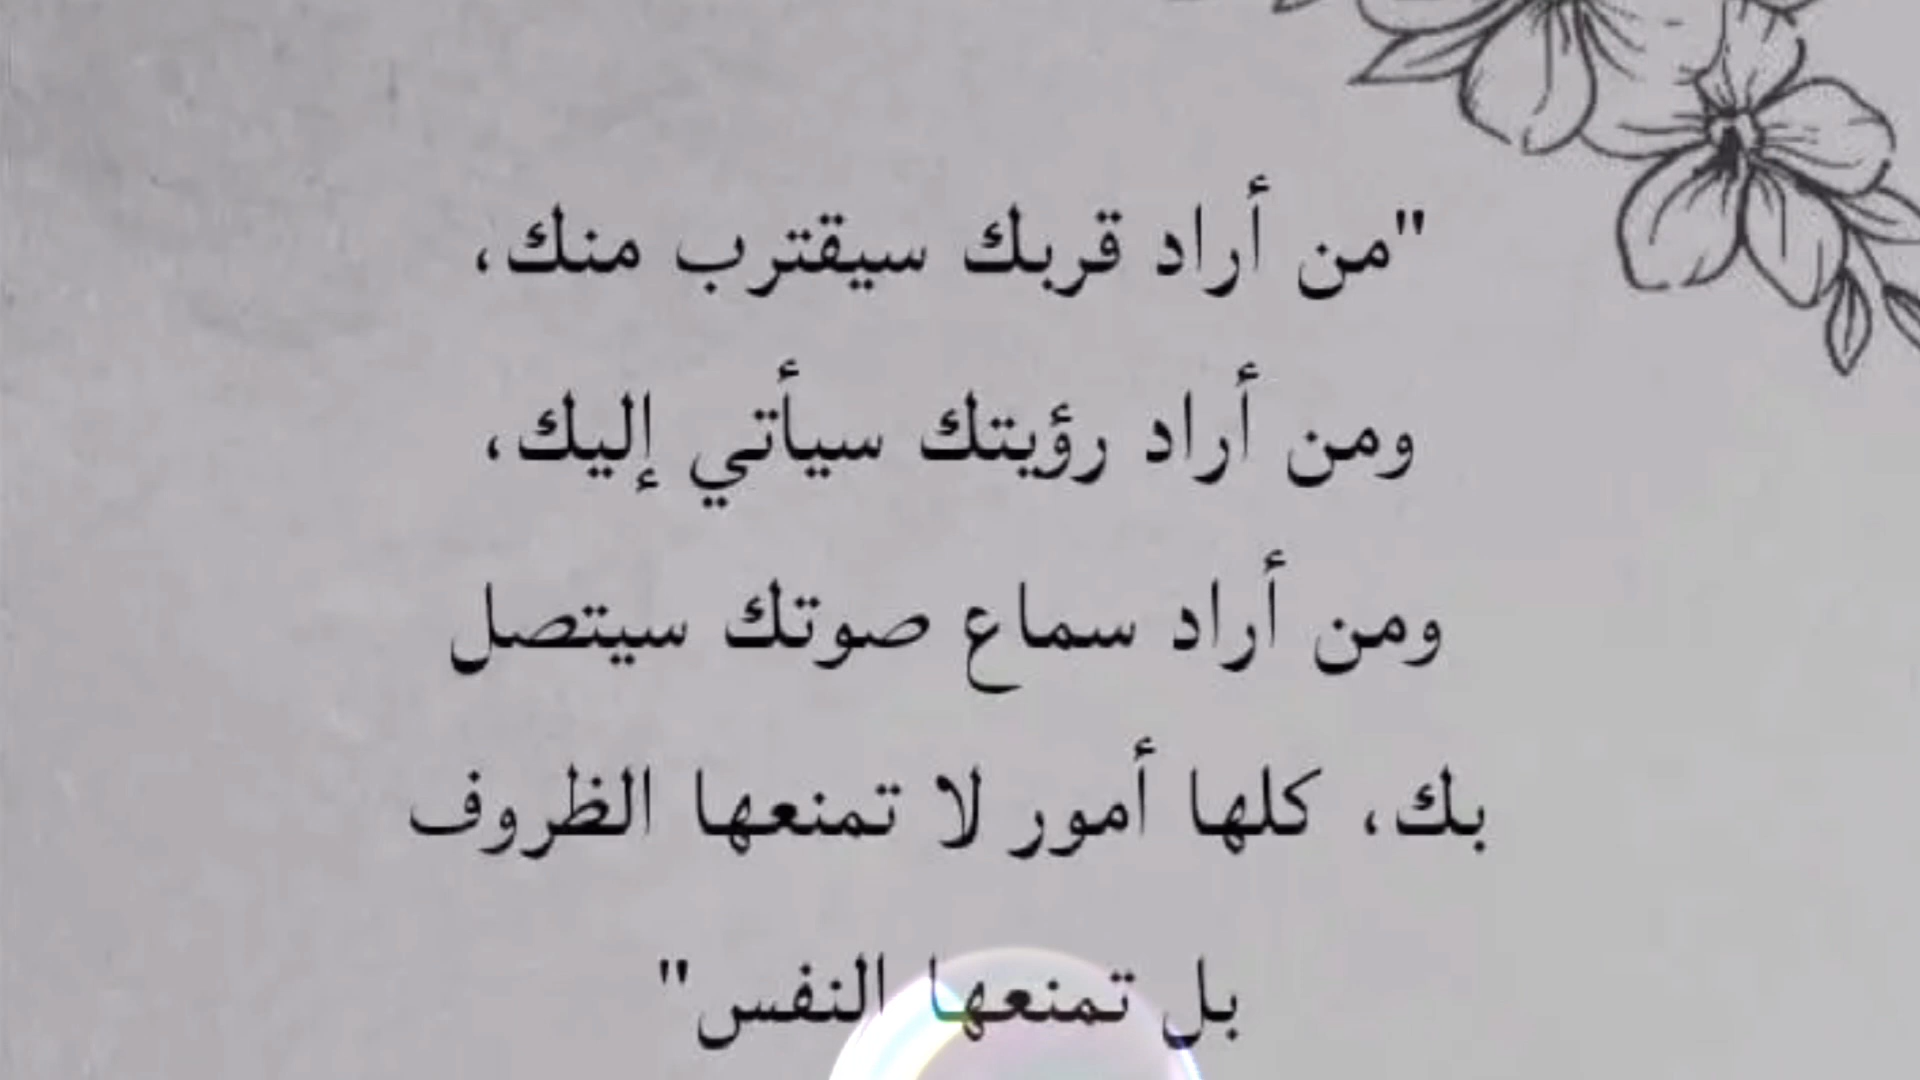 "من أراد قربك سيقترب منك،
ومن أراد رؤيتك سيأتي إليك،
ومن أراد سماع صوتك سيتصل
بك، كلها أمور لا تمنعها الظروف
بل تمنعها النفس"